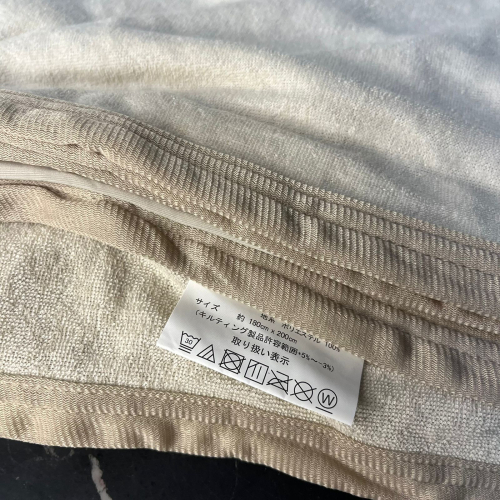 地糸 ポリエステル 100%
サイズ 約 180cm x 200cm
(キルティング製品許容範囲+5%~-3%)
取り扱い表示
30
W